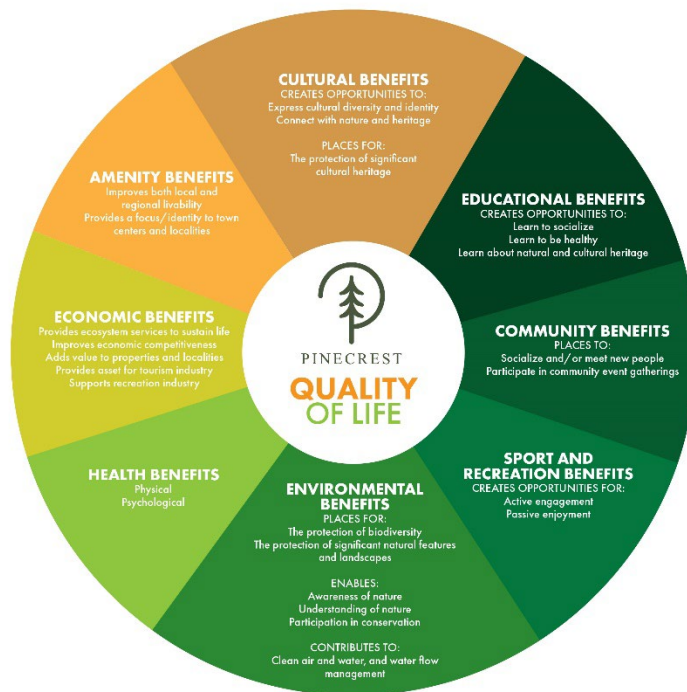 CULTURAL BENEFITS
CREATES OPPORTUNITIES TO:
Express cultural diversity and identity
Connect with nature and heritage
PLACES FOR:
The protection of significant
cultural heritage
EDUCATIONAL BENEFITS
CREATES OPPORTUNITIES TO:
Learn to socialize
Learn to be healthy
Learn about natural and cultural heritage
COMMUNITY BENEFITS
PLACES TO:
Socialize and/or meet new people
Participate in community event gatherings
SPORT AND
RECREATION BENEFITS
CREATES OPPORTUNITIES FOR:
Active engagement
Passive enjoyment
ENVIRONMENTAL
BENEFITS
PLACES FOR:
The protection of biodiversity
The protection of significant natural features
and landscapes
ENABLES:
Awareness of nature
Understanding of nature
Participation in conservation
CONTRIBUTES TO:
Clean air and water, and water flow
management
HEALTH BENEFITS
Physical
Psychological
ECONOMIC BENEFITS
Provides ecosystem services to sustain life
Improves economic competitiveness
Adds value to properties and localities
Provides asset for tourism industry
Supports recreation industry
AMENITY BENEFITS
Improves both local and
regional livability
Provides a focus/identity to town
centers and localities
PINECREST
QUALITY
OF LIFE